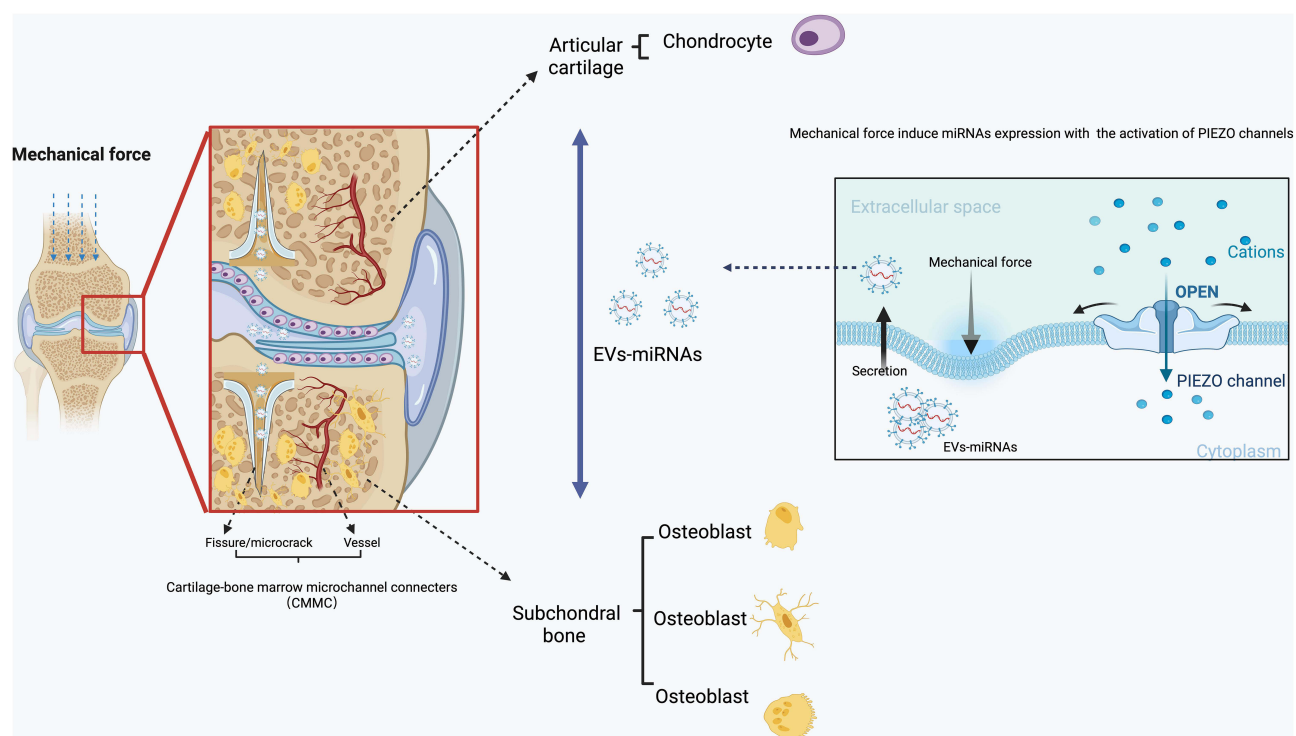 Articular
cartilage
Chondrocyte
Mechanical force
Mechanical force induce miRNAs expression with the activation of PIEZO channels
Extracellular space
Mechanical force
Cations
OPEN
Secretion
PIEZO channel
EVs-miRNAs
Cytoplasm
EVs-miRNAs
Fissure/microcrack
Vessel
Cartilage-bone marrow microchannel connecters
(CMMC)
Subchondral
bone
Osteoblast
Osteoblast
Osteoblast